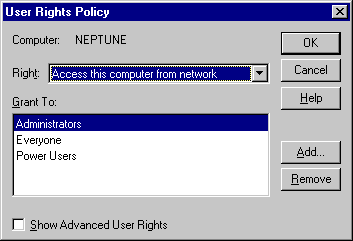 User Rights Policy
Computer: NEPTUNE
OK
Right: Access this computer from network
Cancel
Grant To:
Help
Administrators
Everyone
Power Users
Add...
Remove
Show Advanced User Rights